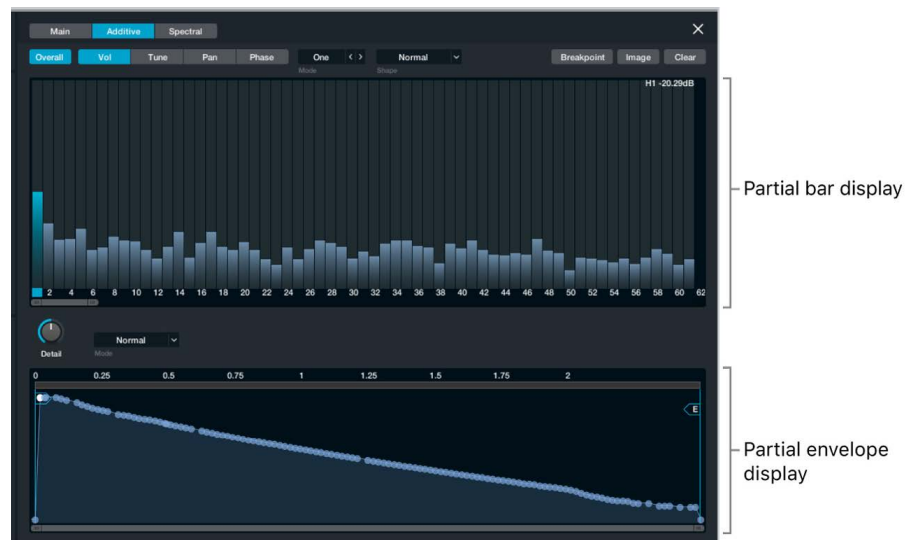 Main Additive Spectral
Overall Vol Tune Pan Phase One Normal Breakpoint Image Clear
Mode Shape
H1 -20.29dB
Partial bar display
2 4 6 8 10 12 14 16 18 20 22 24 26 28 30 32 34 36 38 40 42 44 46 48 50 52 54 56 58 60 62
Normal
Detail Mode
0 0.25 0.5 0.75 1 1.25 1.5 1.75 2
E
Partial envelope
display